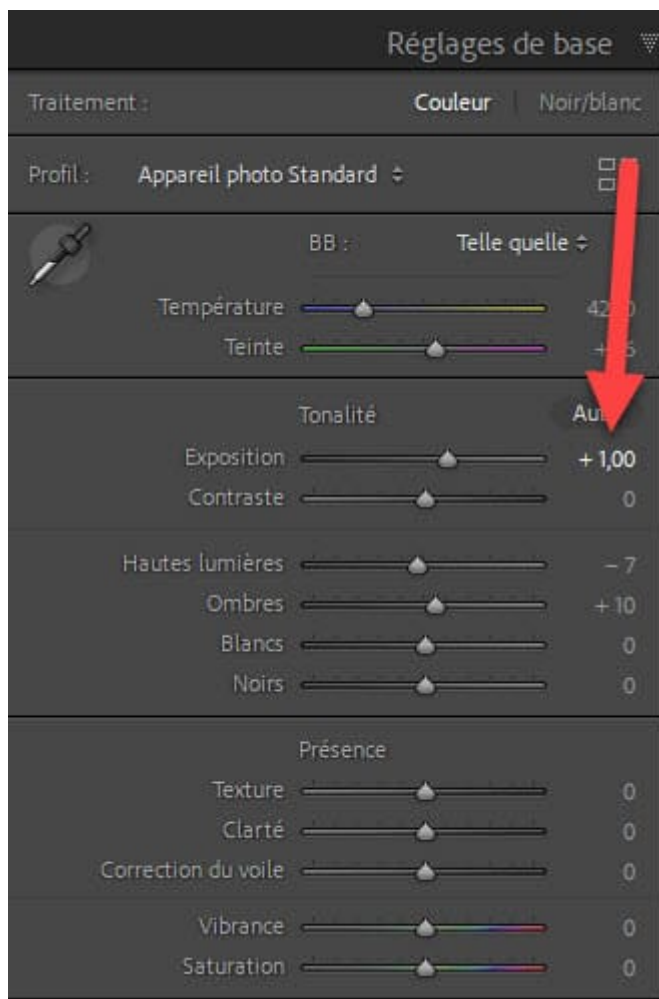 Réglages de base
Traitement : Couleur Noir/blanc
Profil : Appareil photo Standard
BB : Telle quelle
Température
Teinte
Tonalité
Exposition + 1,00
Contraste 0
Hautes lumières – 7
Ombres + 10
Blancs 0
Noirs 0
Présence
Texture 0
Clarté 0
Correction du voile 0
Vibrance 0
Saturation 0